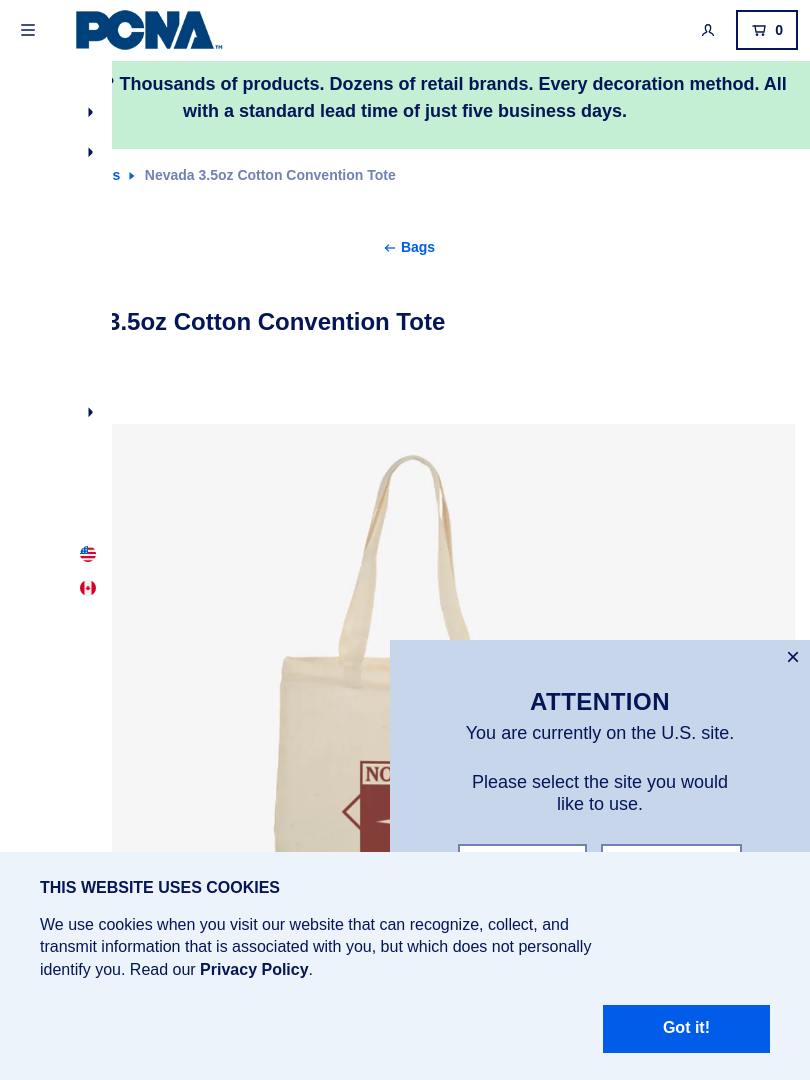 PCNA™
0
? Thousands of products. Dozens of retail brands. Every decoration method. All
with a standard lead time of just five business days.
s Nevada 3.5oz Cotton Convention Tote
← Bags
3.5oz Cotton Convention Tote
NO
ATTENTION
You are currently on the U.S. site.
Please select the site you would
like to use.
THIS WEBSITE USES COOKIES
We use cookies when you visit our website that can recognize, collect, and
transmit information that is associated with you, but which does not personally
identify you. Read our Privacy Policy.
Got it!